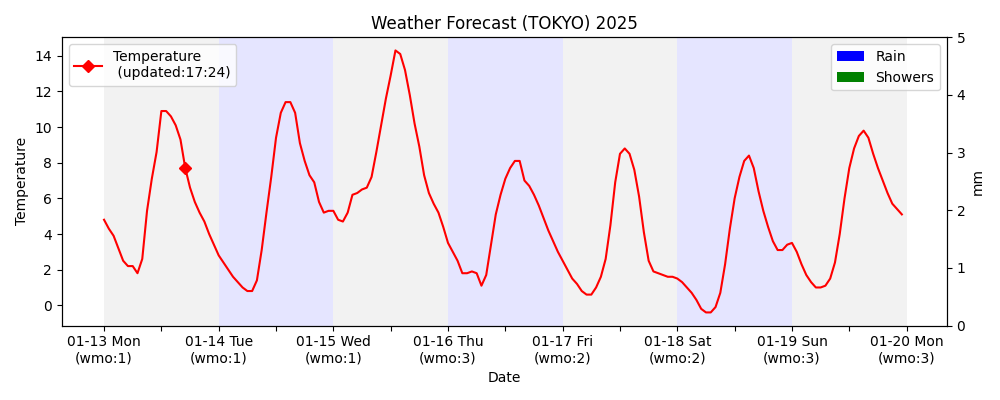 Weather Forecast (TOKYO) 2025
Temperature
(updated:17:24)
Rain
Showers
14
12
10
8
6
4
2
0
Temperature
5
4
3
2
1
0
mm
01-13 Mon
(wmo:1)
01-14 Tue
(wmo:1)
01-15 Wed
(wmo:1)
01-16 Thu
(wmo:3)
01-17 Fri
(wmo:2)
01-18 Sat
(wmo:2)
01-19 Sun
(wmo:3)
01-20 Mon
(wmo:3)
Date